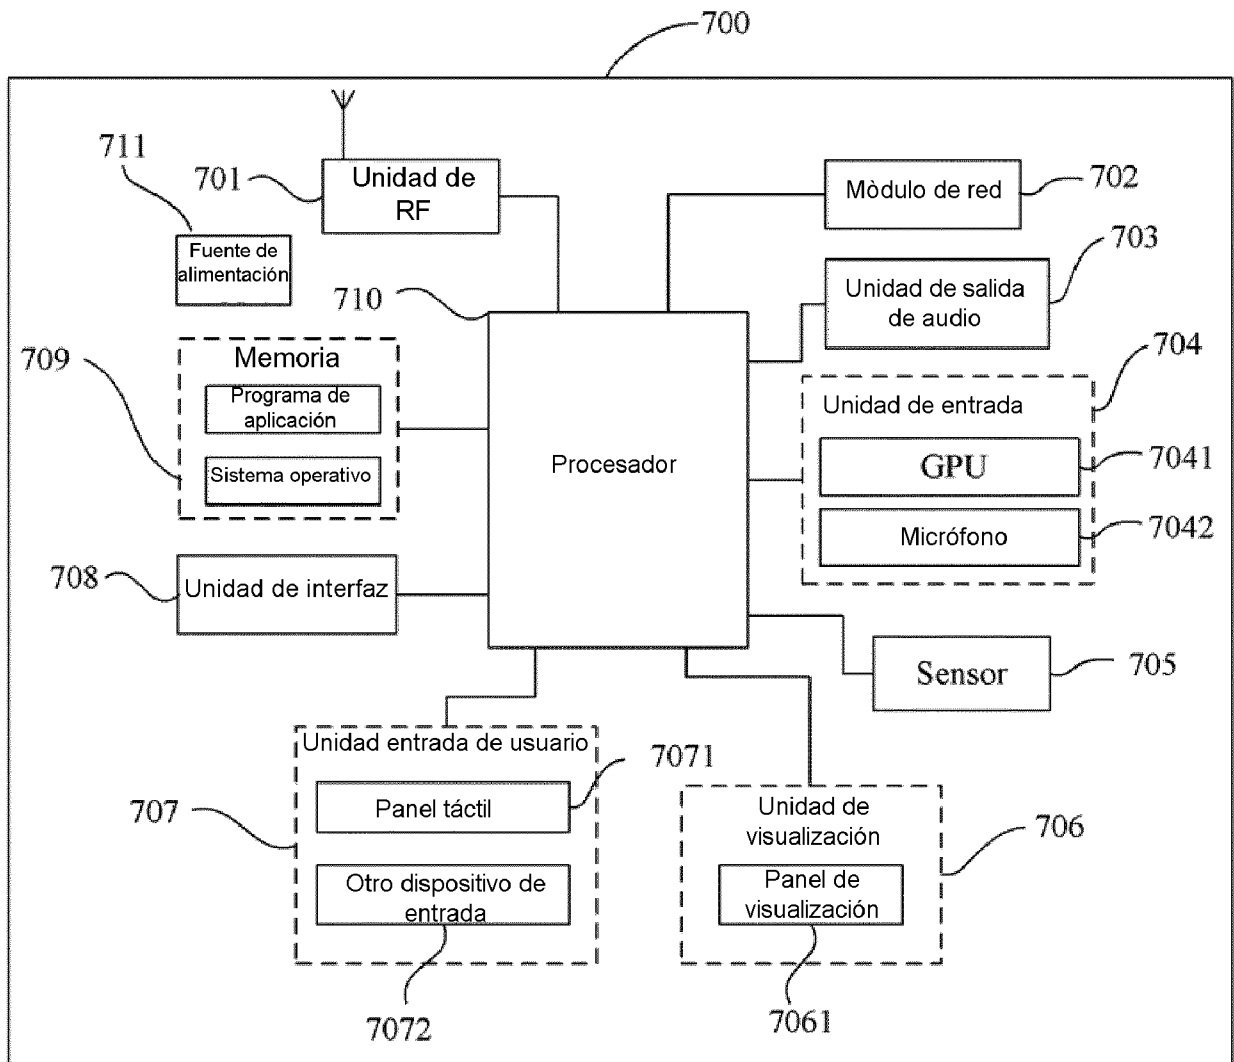 700
711
701
Unidad de
RF
Mòdulo de red
702
703
Fuente de
alimentación
710
Unidad de salida
de audio
704
709
Memoria
Programa de
aplicación
Sistema operativo
Procesador
Unidad de entrada
GPU
7041
Micrófono
7042
708
Unidad de interfaz
Sensor
705
Unidad entrada de usuario
7071
707
Panel táctil
Otro dispositivo de
entrada
7072
Unidad de
visualización
706
Panel de
visualización
7061